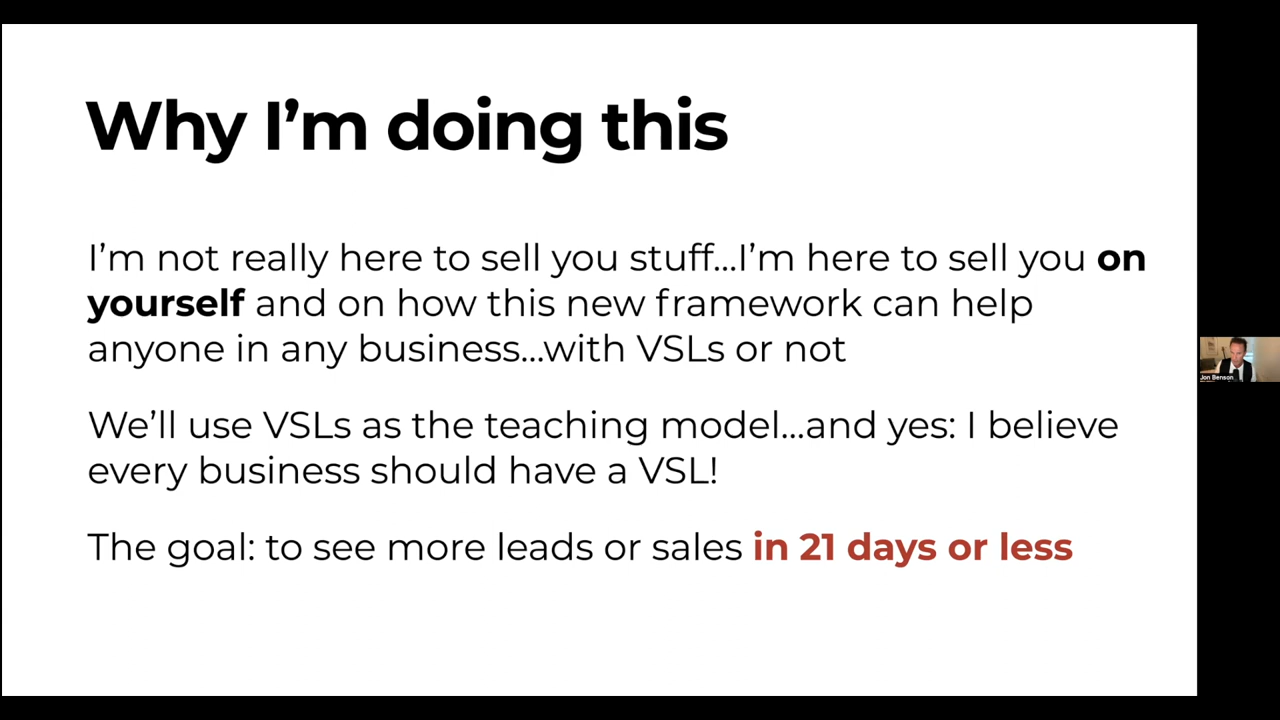 Why I’m doing this
I’m not really here to sell you stuff…I’m here to sell you on
yourself and on how this new framework can help
anyone in any business…with VSLs or not
We’ll use VSLs as the teaching model…and yes: I believe
every business should have a VSL!
The goal: to see more leads or sales in 21 days or less
Jon Benson